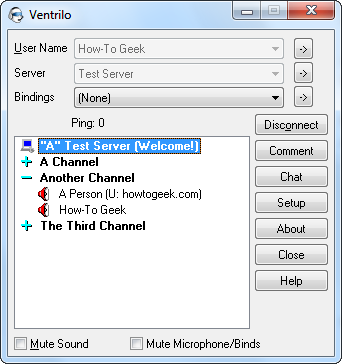 Ventrilo
User Name How-To Geek ->
Server Test Server ->
Bindings (None) ->
Ping: 0
Disconnect
"A" Test Server (Welcome!)
A Channel
Comment
Another Channel
Chat
A Person (U: howtogeek.com)
How-To Geek
Setup
The Third Channel
About
Close
Help
Mute Sound Mute Microphone/Binds